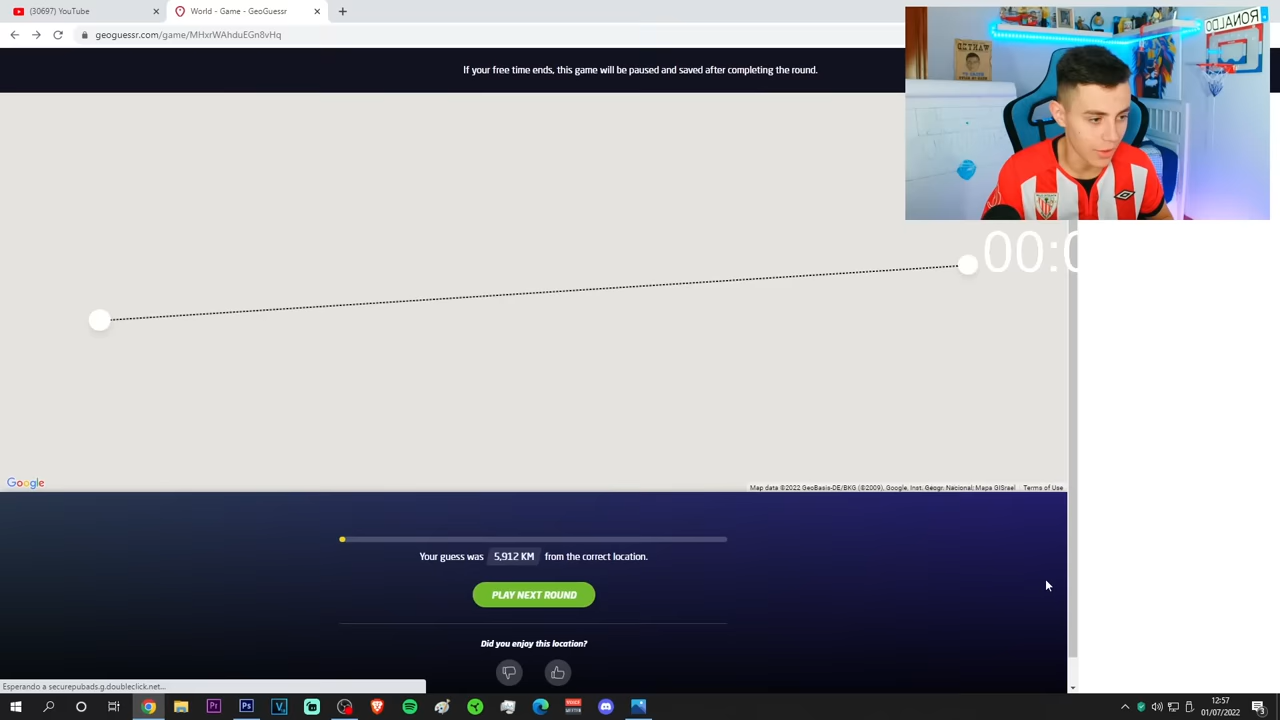 (30697) YouTube
World - Game - GeoGuessr
geoguessr.com/game/MHxrWAhduEGn8vHq
If your free time ends, this game will be paused and saved after completing the round.
RONALDO
00:0
Google
Map data ©2022 GeoBasis-DE/BKG (©2009), Google, Inst. Geogr. Nacional, Mapa GISrael
Terms of Use
Your guess was 5,912 KM from the correct location.
PLAY NEXT ROUND
Did you enjoy this location?
Esperando a securepubads.g.doubleclick.net...
12:57
01/07/2022